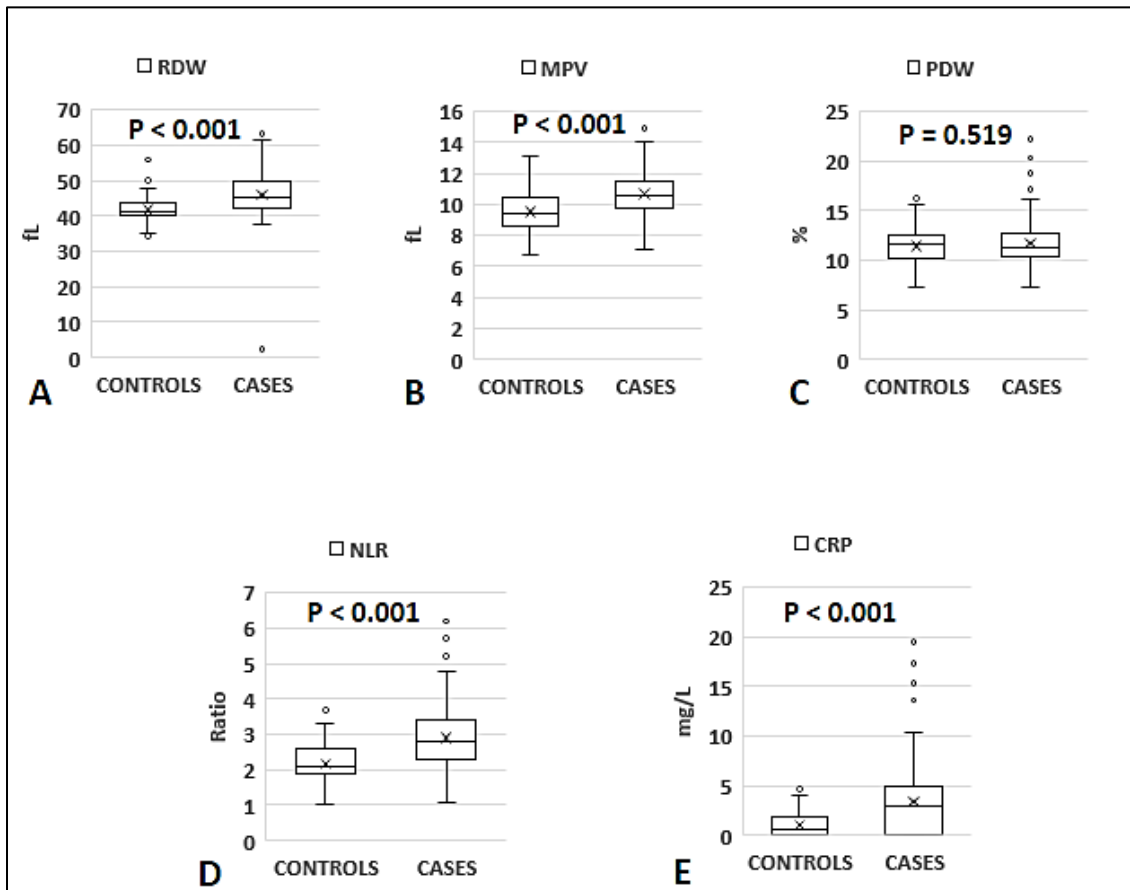 RDW
70
60
50
40
30
20
10
0
fL
P < 0.001
CONTROLS CASES
A
MPV
16
14
12
10
8
6
4
2
0
fL
P < 0.001
CONTROLS CASES
B
PDW
25
20
15
10
5
0
%
P = 0.519
CONTROLS CASES
C
NLR
7
6
5
4
3
2
1
0
Ratio
P < 0.001
CONTROLS CASES
D
CRP
25
20
15
10
5
0
mg/L
P < 0.001
CONTROLS CASES
E